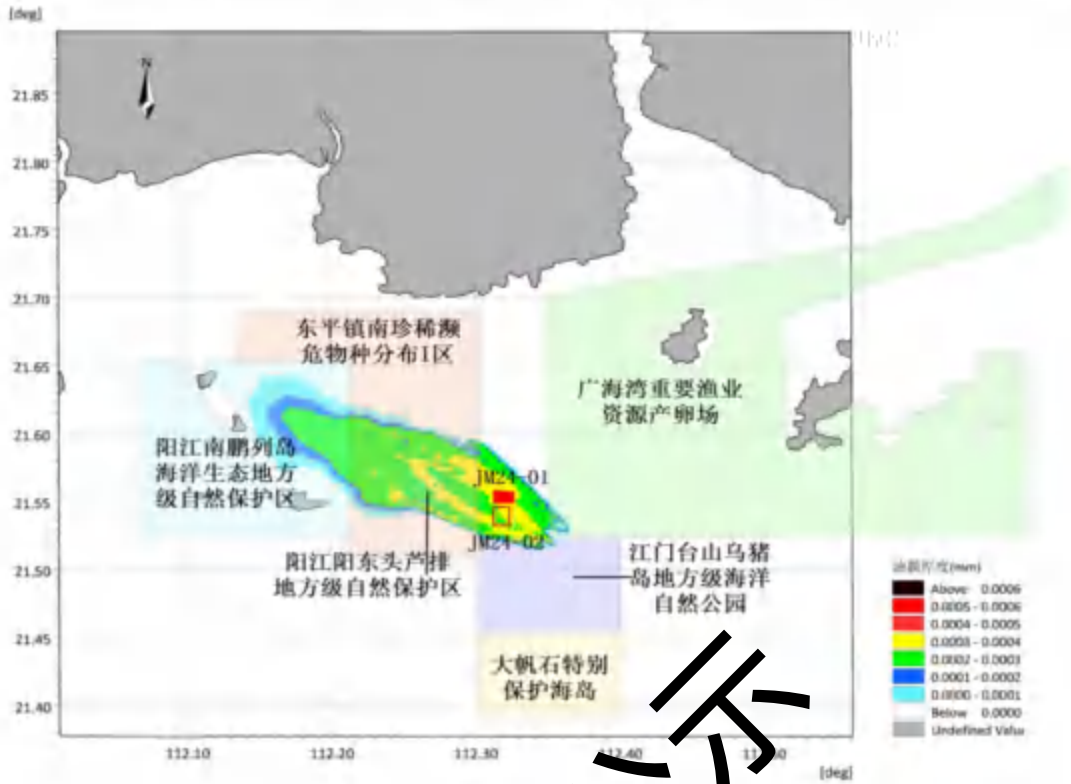 [deg]
N
21.85
21.80
21.75
21.70
21.65
21.60
21.55
21.50
21.45
21.40
东平镇南珍稀濒
危物种分布I区
广海湾重要渔业
资源产卵场
阳江南鹏列岛
海洋生态地方
级自然保护区
JM24-01
JM24-02
阳江阳东头芦排
地方级自然保护区
江门台山乌猪
岛地方级海洋
自然公园
大帆石特别
保护海岛
油膜厚度(mm)
Above 0.0006
0.0005 - 0.0006
0.0004 - 0.0005
0.0003 - 0.0004
0.0002 - 0.0003
0.0001 - 0.0002
0.0000 - 0.0001
Below 0.0000
Undefined Value
112.10
112.20
112.30
112.40
[deg]
示